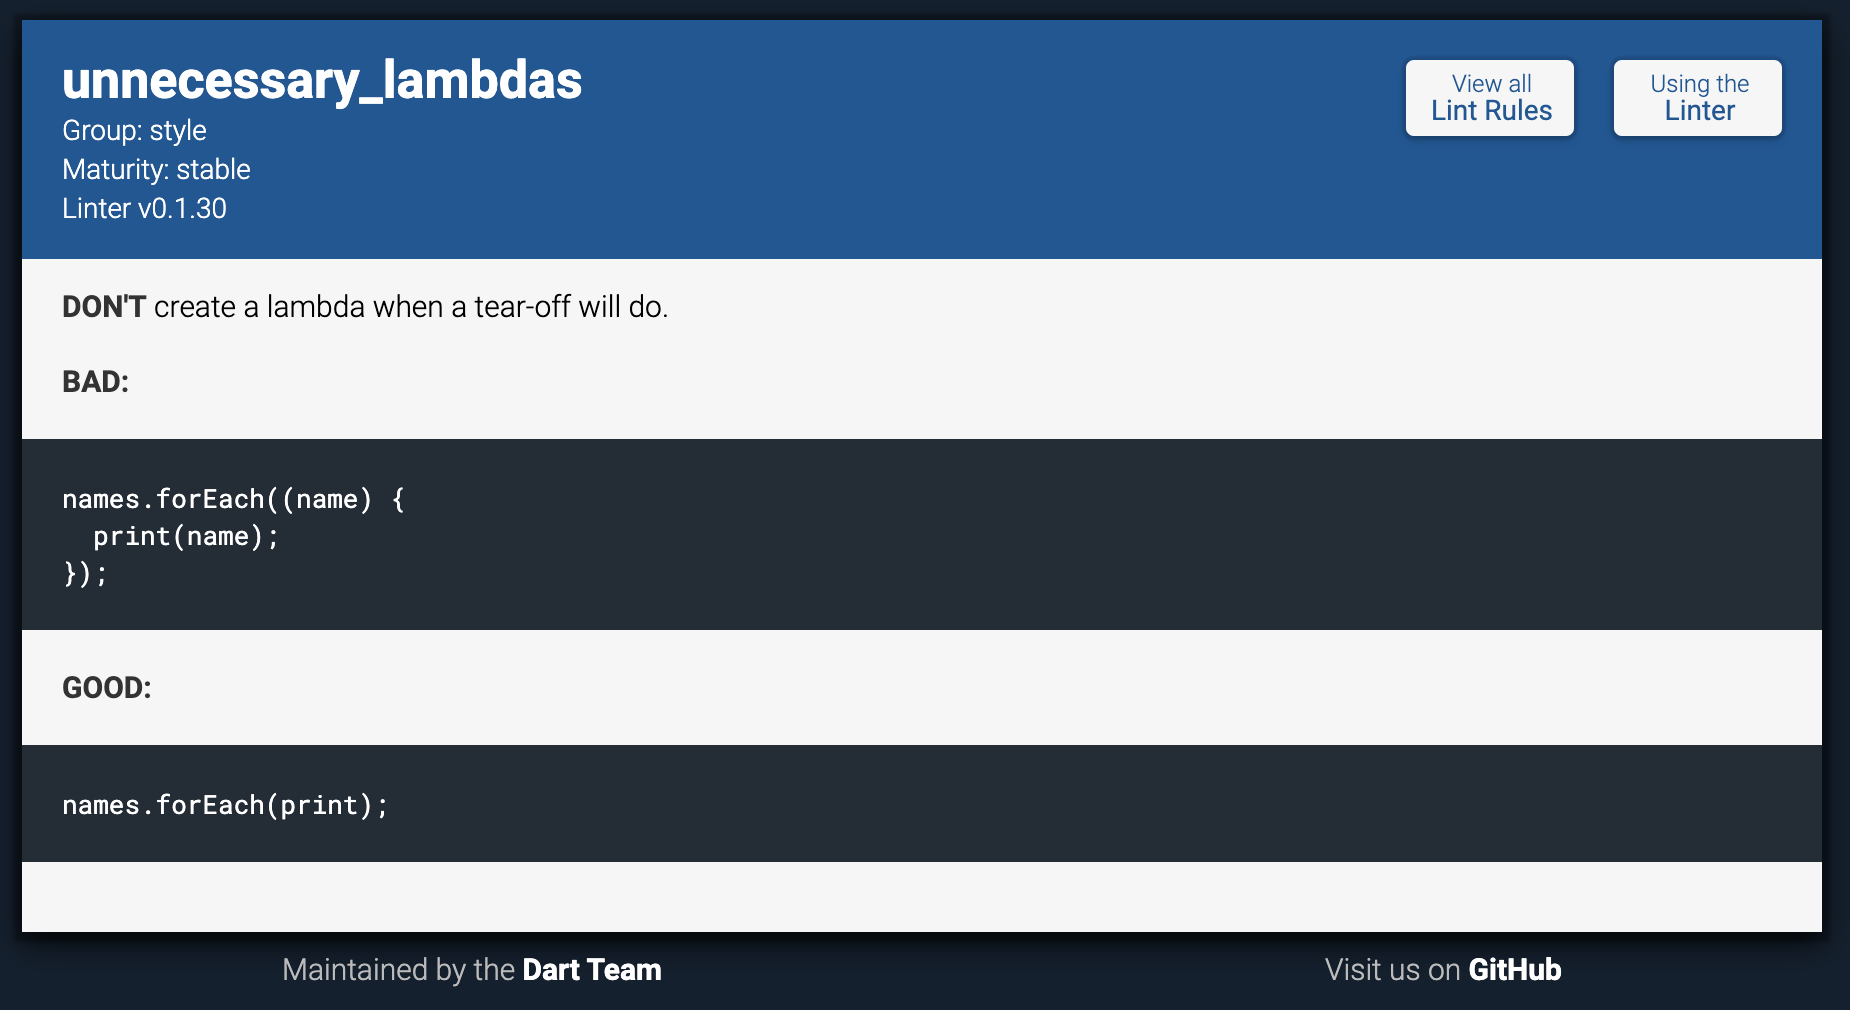 unnecessary_lambdas
Group: style
Maturity: stable
Linter v0.1.30
View all
Lint Rules
Using the
Linter
DON'T create a lambda when a tear-off will do.
BAD:
names.forEach((name) {
  print(name);
});
GOOD:
names.forEach(print);
Maintained by the Dart Team
Visit us on GitHub